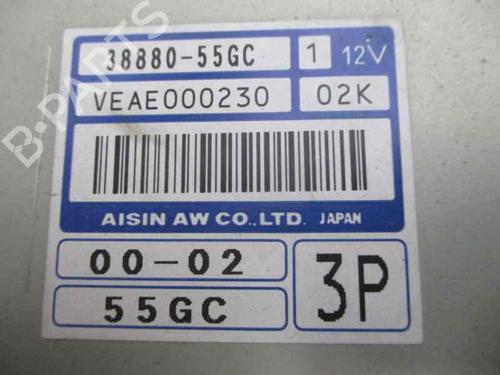 38880-55GC 1 12V
VEAE000230 02K
AISIN AW CO.,LTD. JAPAN
00-02
55GC
3P
B-PARTS